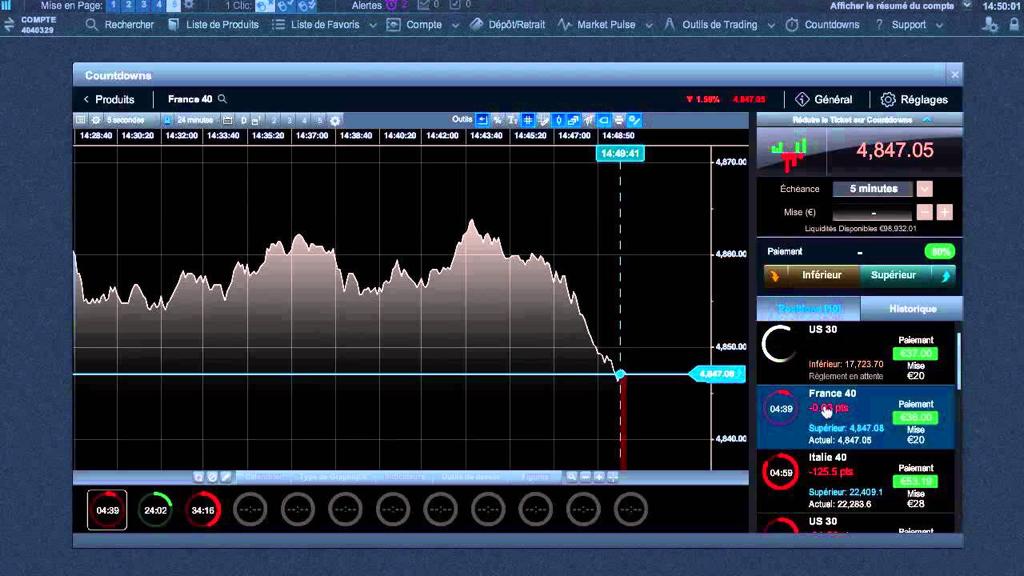 Mise en Page: 1 2 3 4 5 1 Clic: Alertes 2 0 0 Afficher le résumé du compte 14:50:01
COMPTE
4040329
Rechercher Liste de Produits Liste de Favoris Compte Dépôt/Retrait Market Pulse Outils de Trading Countdowns ? Support
Countdowns
Produits France 40 1.59% 4,847.05 Général Réglages
5 secondes 24 minutes D 2 3 4 5 Outils Réduire le Ticket sur Countdowns
14:28:40 14:30:20 14:32:00 14:33:40 14:35:20 14:37:00 14:38:40 14:40:20 14:42:00 14:43:40 14:45:20 14:47:00 14:48:50
14:49:41
4,870.00
4,860.00
4,850.00
4,840.00
4,847.05
Échéance 5 minutes
Mise (€) -
Liquidités Disponibles €98,932.01
Paiement - 80%
Inférieur Supérieur
Positions Historique
US 30
Paiement
€37.00
Inférieur: 17,723.70 Mise
Règlement en attente €20
France 40
04:39 pts Paiement
€36.00
Supérieur: 4,847.08 Mise
Actuel: 4,847.05 €20
Italie 40
04:59 -125.5 pts Paiement
€53.19
Supérieur: 22,409.1 Mise
Actuel: 22,283.6 €28
US 30
Paiement
Type de Graphique Indicateurs Outils de dessin
04:39 24:02 34:16 --:-- --:-- --:-- --:-- --:-- --:-- --:-- --:-- --:--